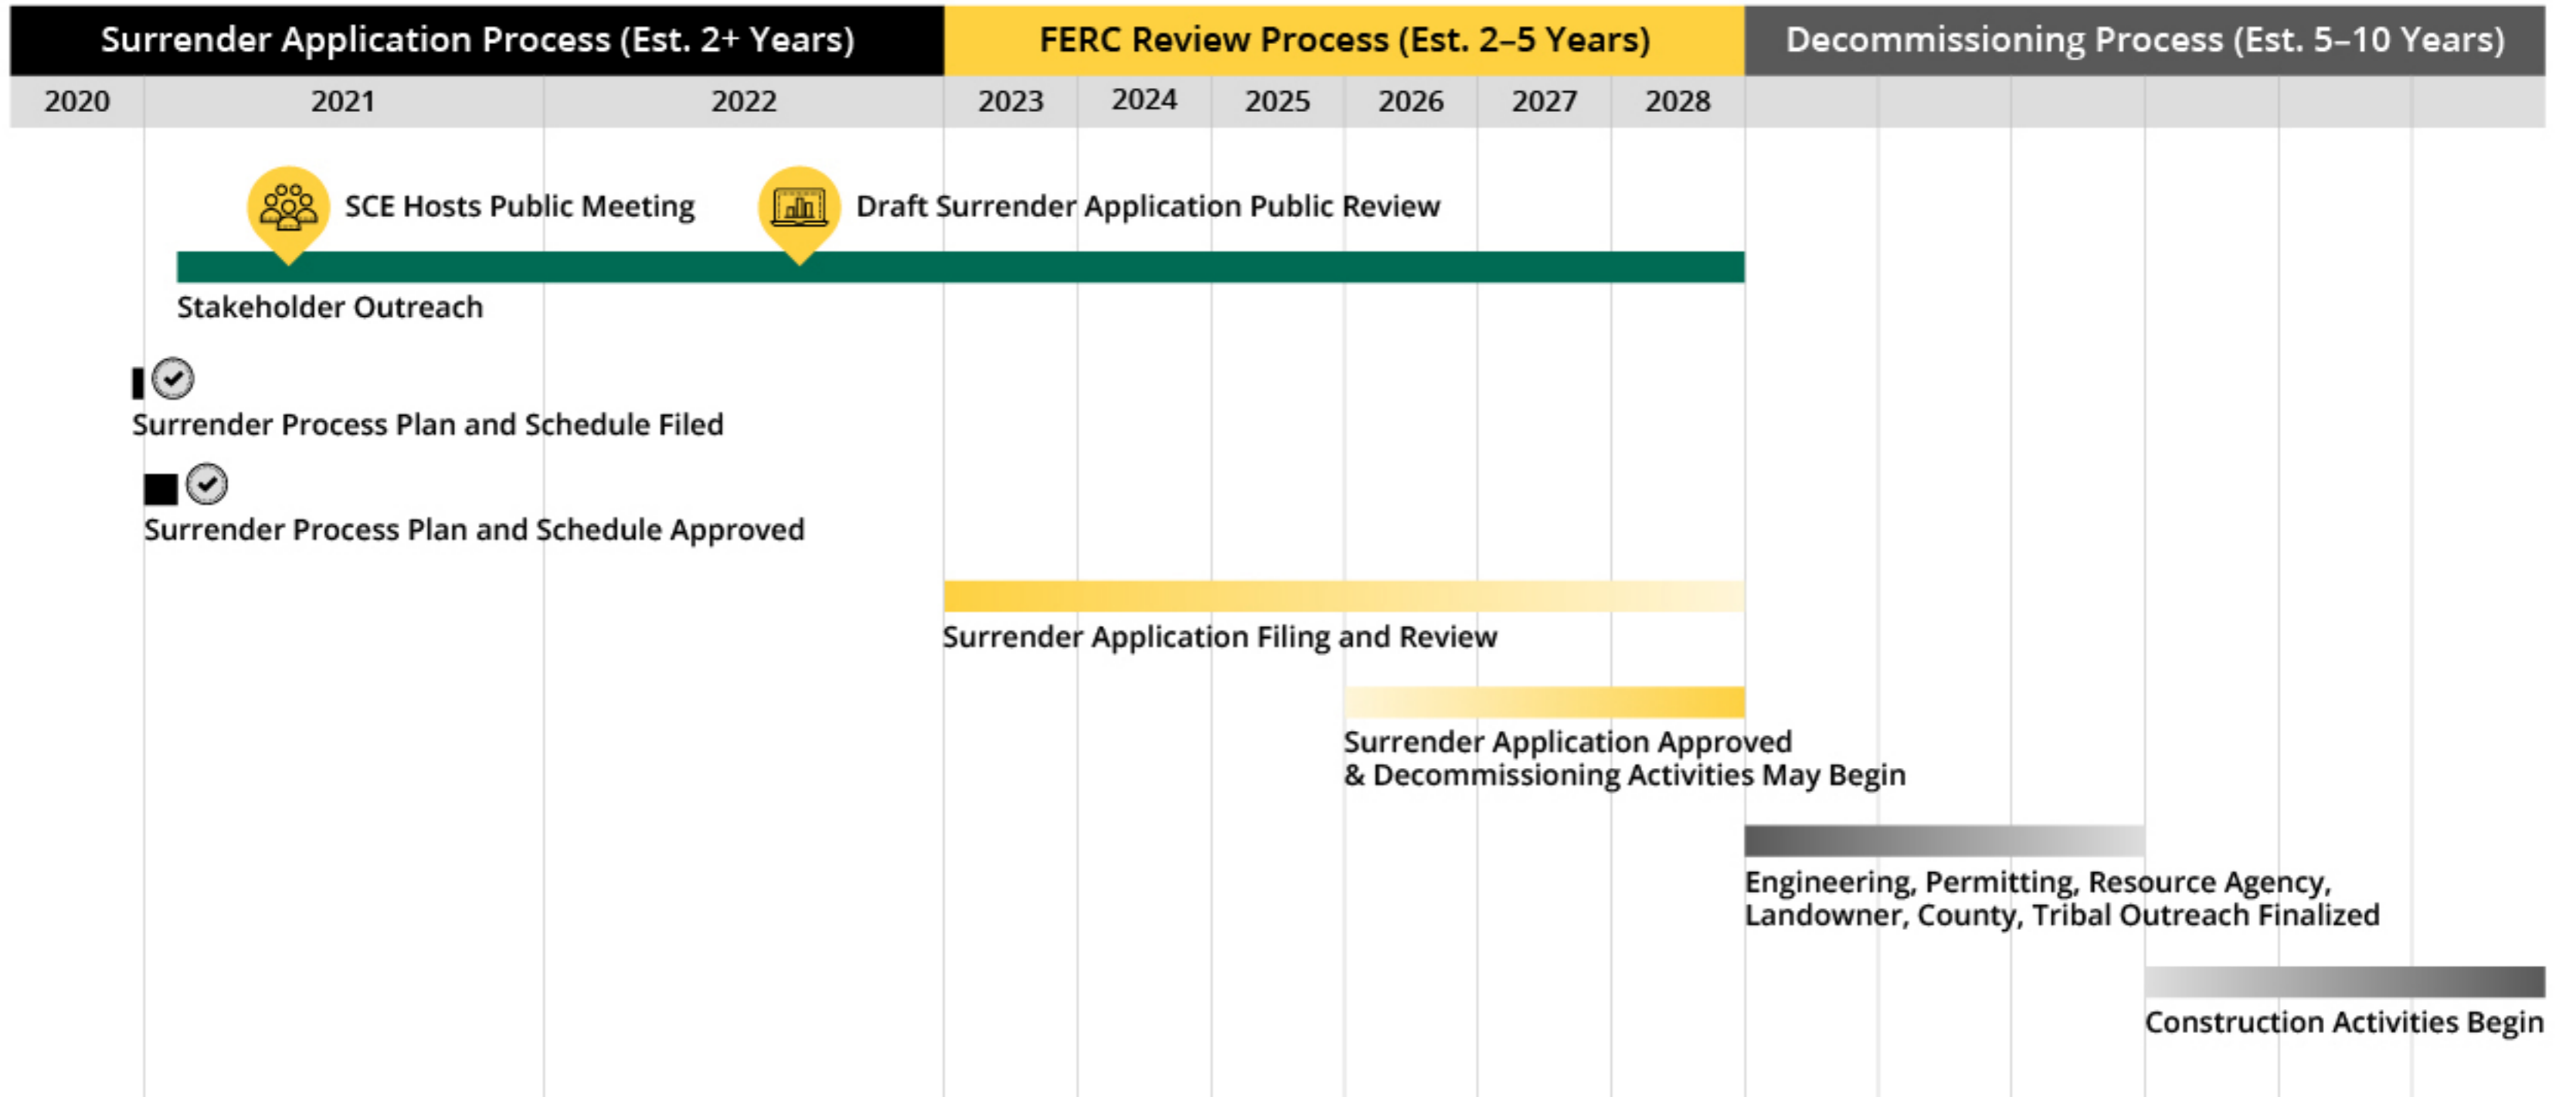 Surrender Application Process (Est. 2+ Years)
FERC Review Process (Est. 2–5 Years)
Decommissioning Process (Est. 5–10 Years)
2020
2021
2022
2023
2024
2025
2026
2027
2028
SCE Hosts Public Meeting
Draft Surrender Application Public Review
Stakeholder Outreach
Surrender Process Plan and Schedule Filed
Surrender Process Plan and Schedule Approved
Surrender Application Filing and Review
Surrender Application Approved
& Decommissioning Activities May Begin
Engineering, Permitting, Resource Agency,
Landowner, County, Tribal Outreach Finalized
Construction Activities Begin